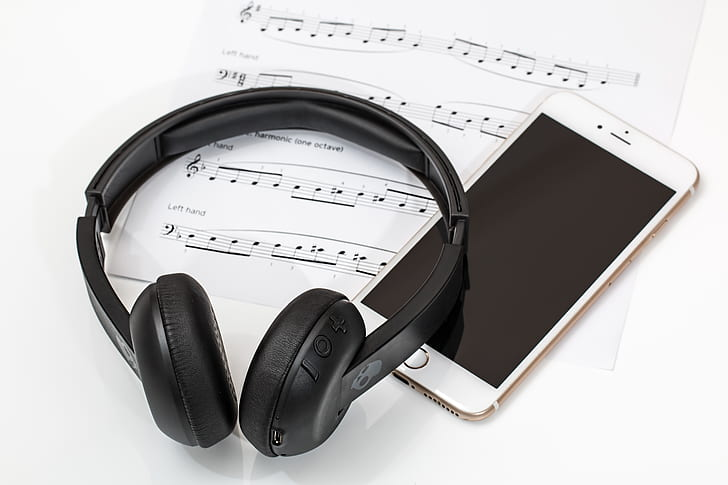 Left hand
harmonic (one octave)
hand
Left hand